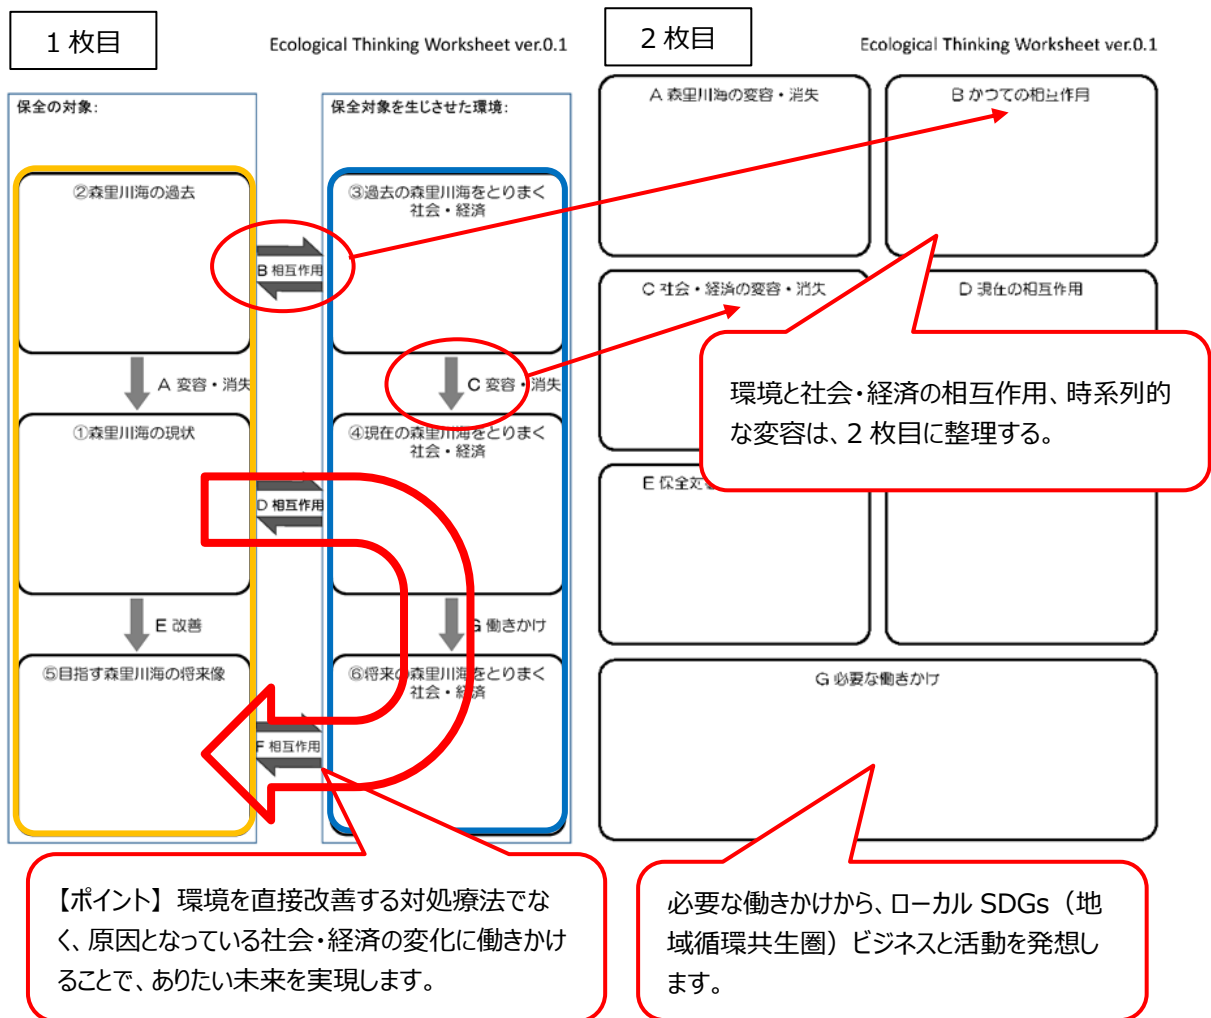 1 枚目
Ecological Thinking Worksheet ver.0.1
保全の対象:
保全対象を生じさせた環境:
②森里川海の過去
③過去の森里川海をとりまく
社会・経済
B 相互作用
A 変容・消失
C 変容・消失
①森里川海の現状
④現在の森里川海をとりまく
社会・経済
D 相互作用
E 改善
G 働きかけ
⑤目指す森里川海の将来像
⑥将来の森里川海をとりまく
社会・経済
F 相互作用
【ポイント】環境を直接改善する対処療法でな
く、原因となっている社会・経済の変化に働きかけ
ることで、ありたい未来を実現します。
2 枚目
Ecological Thinking Worksheet ver.0.1
A 森里川海の変容・消失
B かつての相互作用
C 社会・経済の変容・消失
D 現在の相互作用
環境と社会・経済の相互作用、時系列的
な変容は、2 枚目に整理する。
E 保全対
G 必要な働きかけ
必要な働きかけから、ローカル SDGs（地
域循環共生圏）ビジネスと活動を発想し
ます。